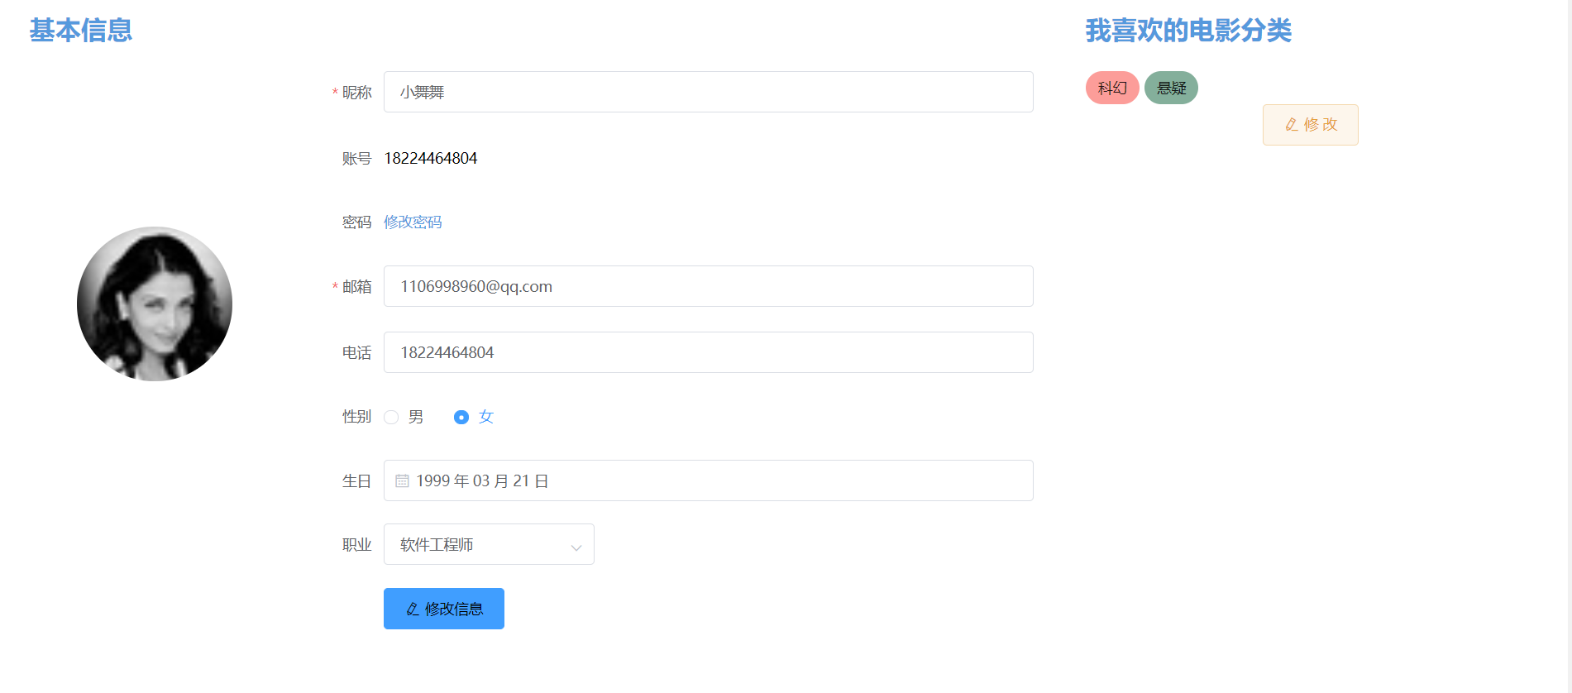 基本信息
* 昵称 小舞舞
账号 18224464804
密码 修改密码
* 邮箱 1106998960@qq.com
电话 18224464804
性别 男 女
生日 1999 年 03 月 21 日
职业 软件工程师
修改信息
我喜欢的电影分类
科幻 悬疑
修 改